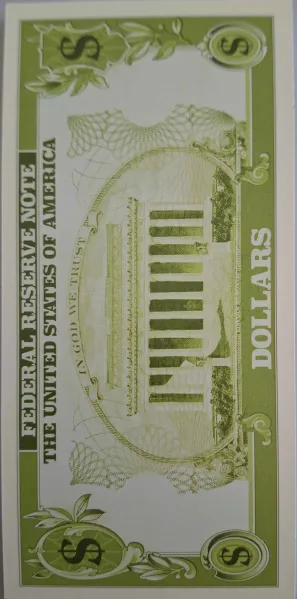 $ $
FEDERAL RESERVE NOTE
THE UNITED STATES OF AMERICA
IN GOD WE TRUST
DOLLARS
$ $